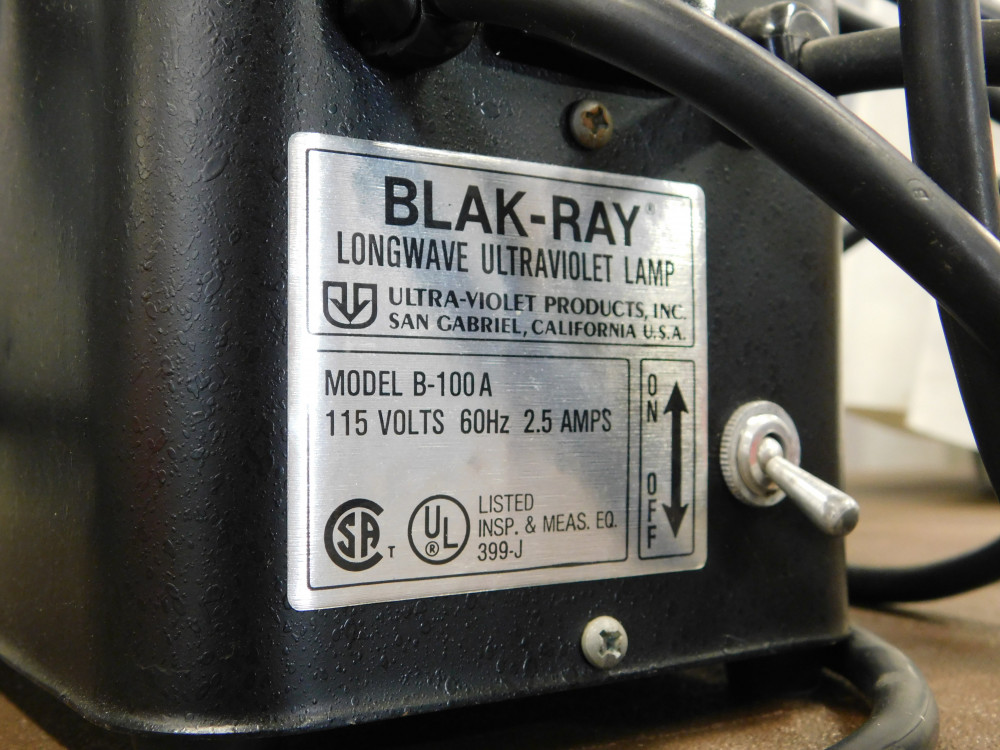 BLAK-RAY®
LONGWAVE ULTRAVIOLET LAMP
ULTRA-VIOLET PRODUCTS, INC.
SAN GABRIEL, CALIFORNIA U.S.A.
MODEL B-100 A
115 VOLTS 60Hz 2.5 AMPS
ON
OFF
SA T
UL ®
LISTED
INSP. & MEAS. EQ.
399-J